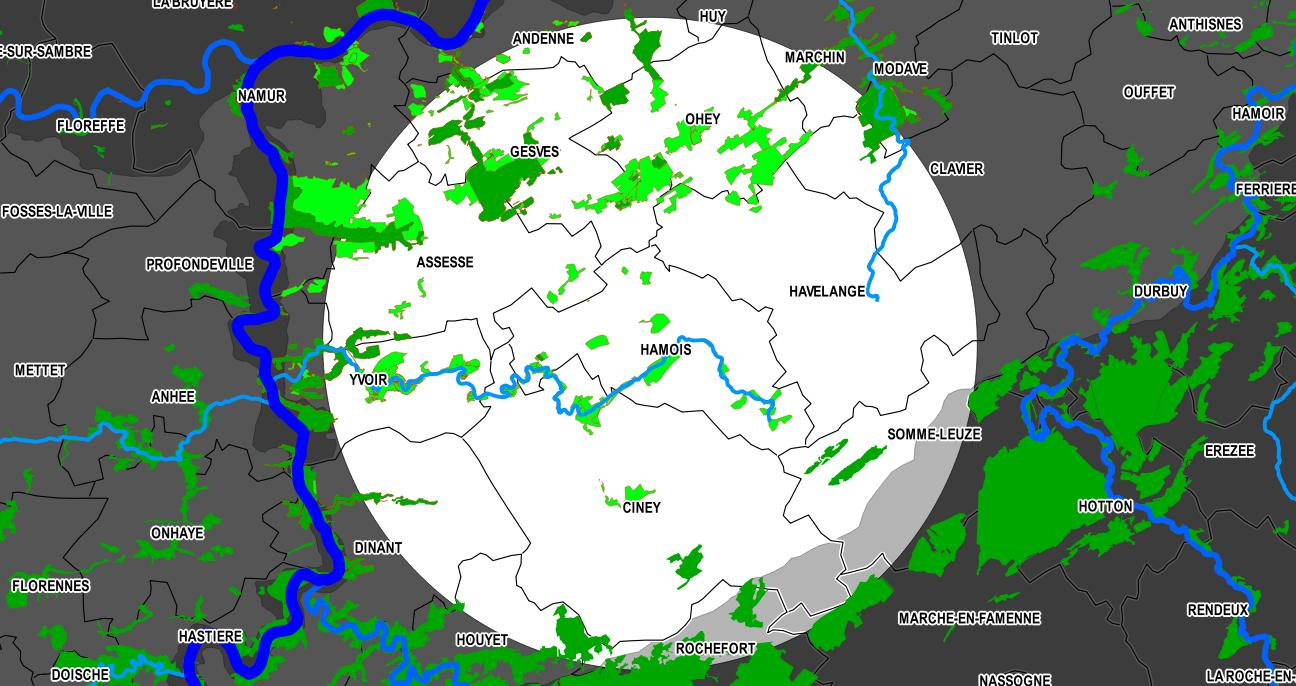 LA BRUYERE
HUY
ANDENNE
ANTHISNES
TINLOT
E-SUR-SAMBRE
MARCHIN
MODAVE
OUFFET
NAMUR
HAMOIR
OHEY
FLOREFFE
GESVES
CLAVIER
FERRIERE
FOSSES-LA-VILLE
ASSESSE
PROFONDEVILLE
HAVELANGE
DURBUY
HAMOIS
METTET
YVOIR
ANHEE
SOMME-LEUZE
EREZEE
CINEY
HOTTON
ONHAYE
DINANT
FLORENNES
RENDEUX
MARCHE-EN-FAMENNE
HASTIERE
HOUYET
ROCHEFORT
DOISCHE
NASSOGNE
LA ROCHE-EN-